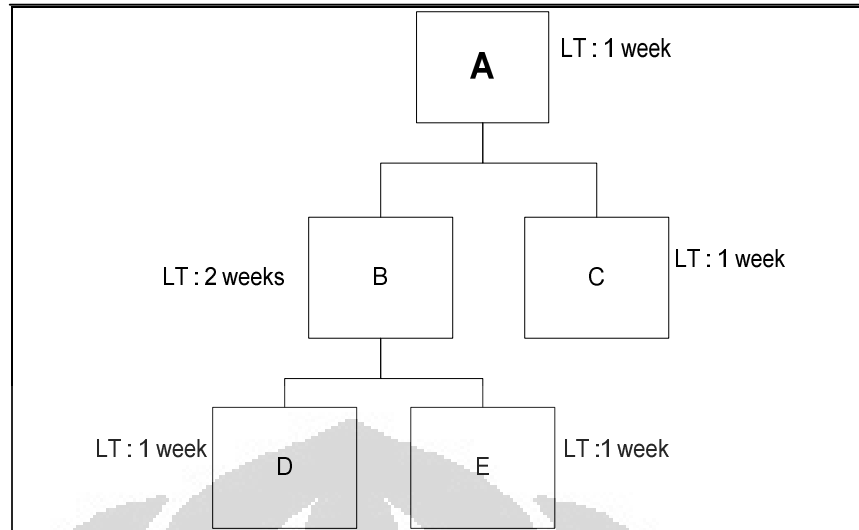 A
LT : 1 week
B
LT : 2 weeks
C
LT : 1 week
D
LT : 1 week
E
LT :1 week